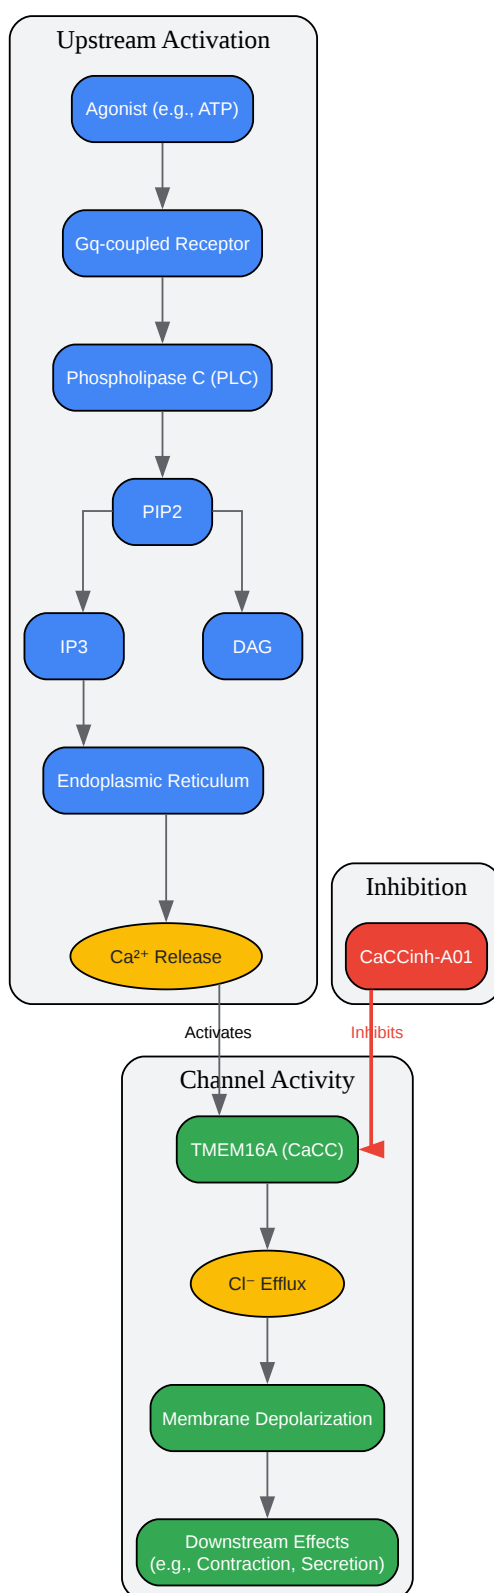 Upstream Activation
Agonist (e.g., ATP)
Gq-coupled Receptor
Phospholipase C (PLC)
PIP2
IP3
DAG
Endoplasmic Reticulum
Ca²⁺ Release
Inhibition
CaCCinh-A01
Activates
Inhibits
Channel Activity
TMEM16A (CaCC)
Cl⁻ Efflux
Membrane Depolarization
Downstream Effects
(e.g., Contraction, Secretion)